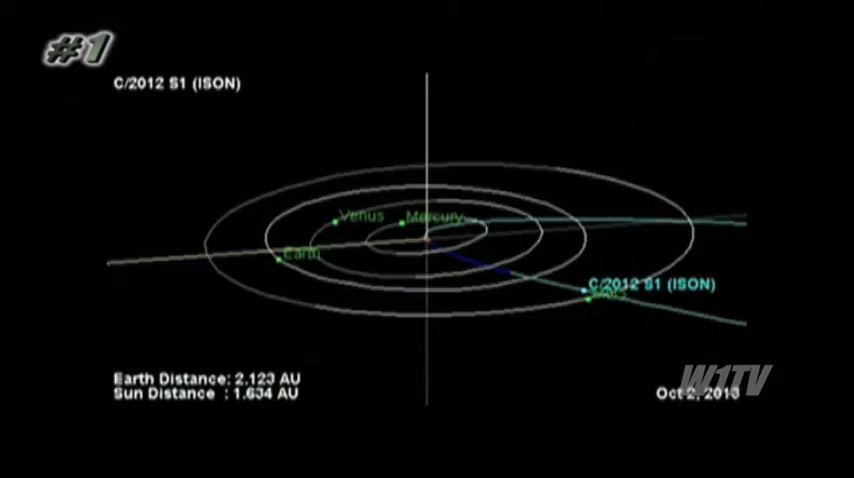 #1
C/2012 S1 (ISON)
Venus
Mercury
Earth
C/2012 S1 (ISON)
Mars
Earth Distance: 2.123 AU
Sun Distance : 1.634 AU
W1TV
Oct 2, 2013